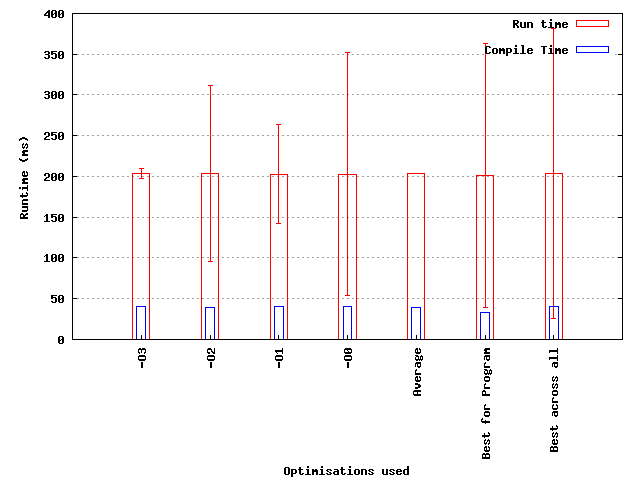 400
350
300
250
200
150
100
50
0
Runtime (ms)
Run time
Compile Time
-O3
-O2
-O1
-O0
Average
Best for Program
Best across all
Optimisations used